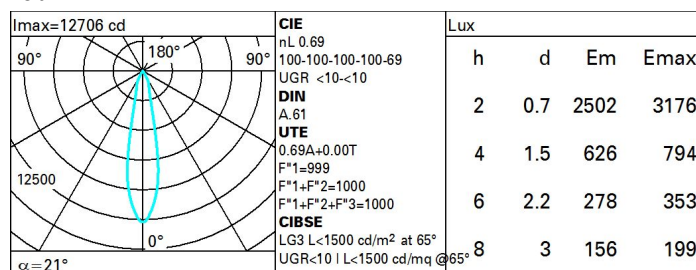 Imax=12706 cd
90° 180° 90°
12500
0°
α=21°
CIE
nL 0.69
100-100-100-100-69
UGR <10-<10
DIN
A.61
UTE
0.69A+0.00T
F"1=999
F"1+F"2=1000
F"1+F"2+F"3=1000
CIBSE
LG3 L<1500 cd/m² at 65°
UGR<10 | L<1500 cd/mq @65°
Lux
h d Em Emax
2 0.7 2502 3176
4 1.5 626 794
6 2.2 278 353
8 3 156 199